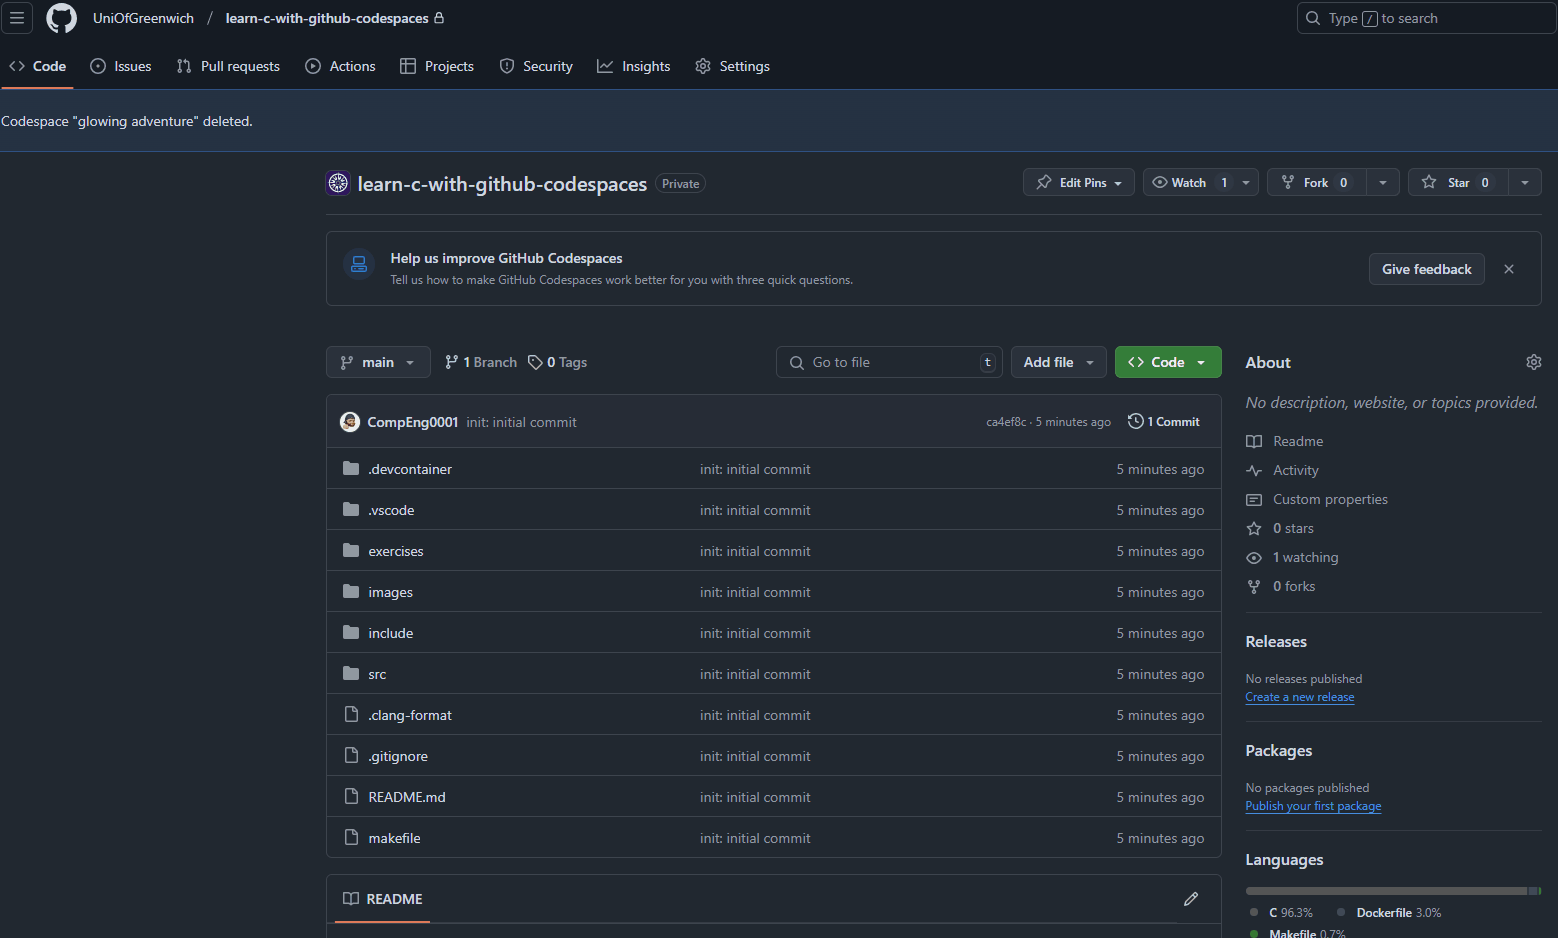 UniOfGreenwich / learn-c-with-github-codespaces
Type / to search
Code Issues Pull requests Actions Projects Security Insights Settings
Codespace "glowing adventure" deleted.
learn-c-with-github-codespaces Private
Edit Pins Watch 1 Fork 0 Star 0
Help us improve GitHub Codespaces
Tell us how to make GitHub Codespaces work better for you with three quick questions.
Give feedback
main 1 Branch 0 Tags Go to file t Add file Code
CompEng0001 init: initial commit ca4ef8c · 5 minutes ago 1 Commit
.devcontainer init: initial commit 5 minutes ago
.vscode init: initial commit 5 minutes ago
exercises init: initial commit 5 minutes ago
images init: initial commit 5 minutes ago
include init: initial commit 5 minutes ago
src init: initial commit 5 minutes ago
.clang-format init: initial commit 5 minutes ago
.gitignore init: initial commit 5 minutes ago
README.md init: initial commit 5 minutes ago
makefile init: initial commit 5 minutes ago
README
About
No description, website, or topics provided.
Readme
Activity
Custom properties
0 stars
1 watching
0 forks
Releases
No releases published
Create a new release
Packages
No packages published
Publish your first package
Languages
C 96.3% Dockerfile 3.0%
Makefile 0.7%